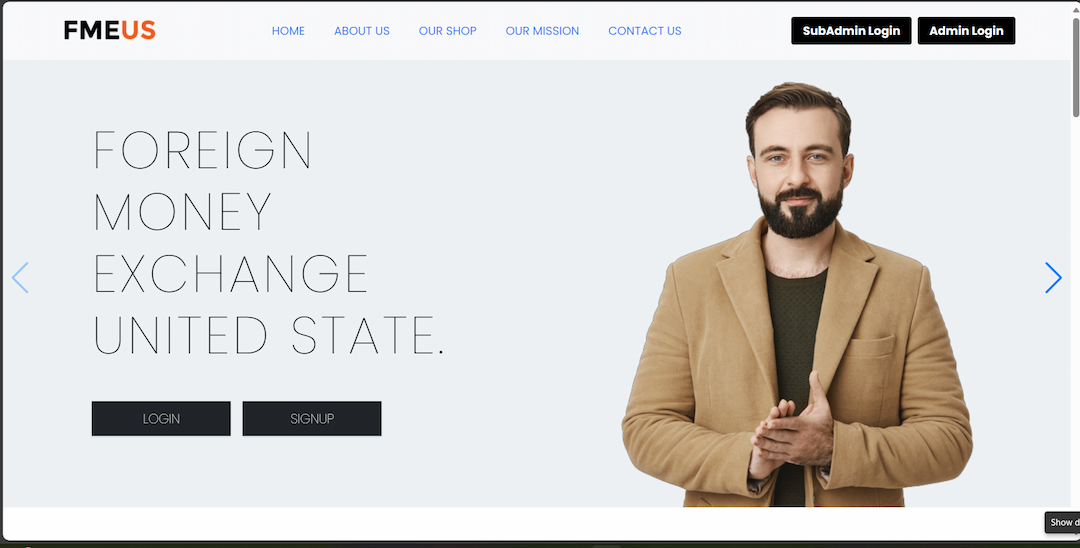 FMEUS
HOME
ABOUT US
OUR SHOP
OUR MISSION
CONTACT US
SubAdmin Login
Admin Login
FOREIGN
MONEY
EXCHANGE
UNITED STATE.
LOGIN
SIGNUP
Show d